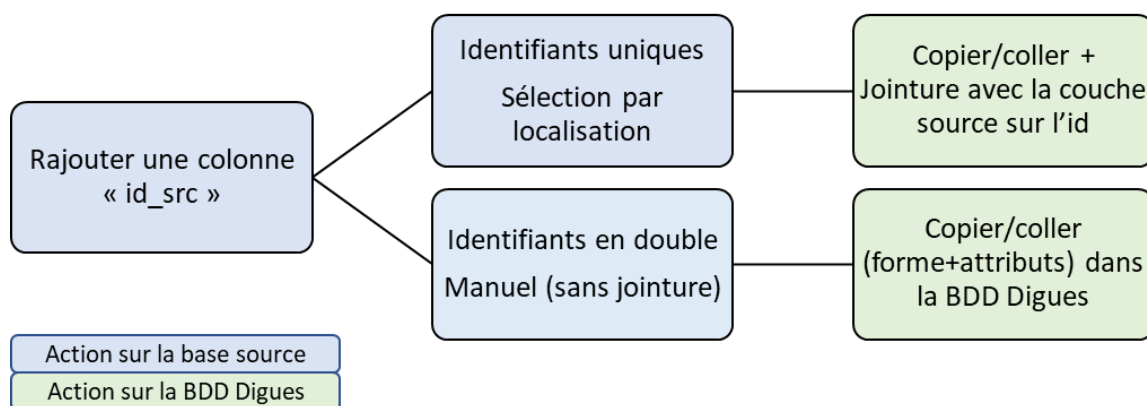 Rajouter une colonne
« id_src »
Identifiants uniques
Sélection par
localisation
Copier/coller +
Jointure avec la couche
source sur l’id
Identifiants en double
Manuel (sans jointure)
Copier/coller
(forme+attributs) dans
la BDD Digues
Action sur la base source
Action sur la BDD Digues